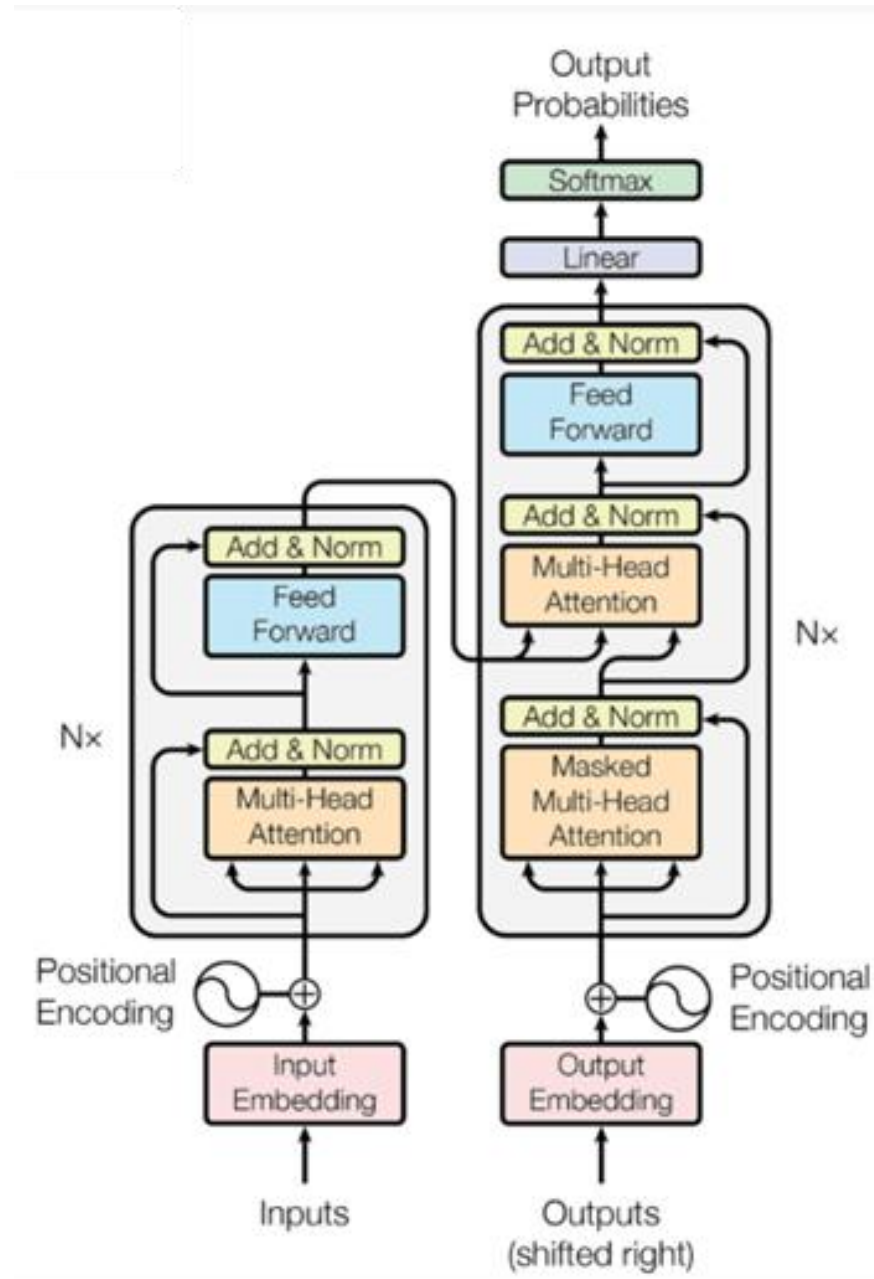 Output
Probabilities
Softmax
Linear
Add & Norm
Feed
Forward
Add & Norm
Multi-Head
Attention
Add & Norm
Masked
Multi-Head
Attention
Nx
Add & Norm
Feed
Forward
Add & Norm
Multi-Head
Attention
Nx
Positional
Encoding
Positional
Encoding
Input
Embedding
Output
Embedding
Inputs
Outputs
(shifted right)